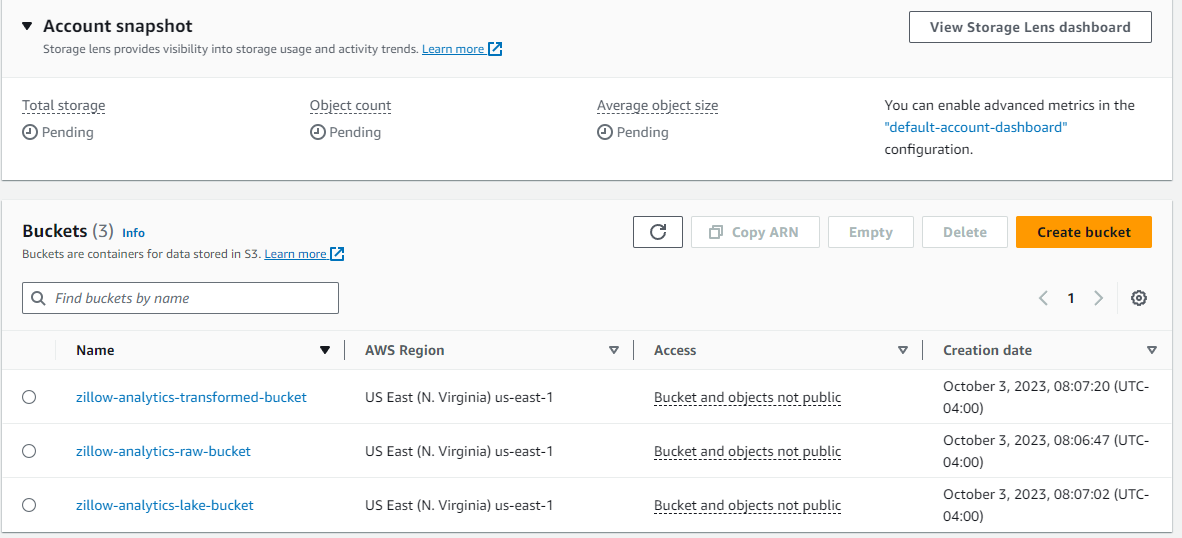 Account snapshot
View Storage Lens dashboard
Storage lens provides visibility into storage usage and activity trends. Learn more
Total storage
Pending
Object count
Pending
Average object size
Pending
You can enable advanced metrics in the
"default-account-dashboard"
configuration.
Buckets (3) Info
Buckets are containers for data stored in S3. Learn more
Copy ARN
Empty
Delete
Create bucket
Find buckets by name
1
Name AWS Region Access Creation date
zillow-analytics-transformed-bucket US East (N. Virginia) us-east-1 Bucket and objects not public October 3, 2023, 08:07:20 (UTC-
04:00)
zillow-analytics-raw-bucket US East (N. Virginia) us-east-1 Bucket and objects not public October 3, 2023, 08:06:47 (UTC-
04:00)
zillow-analytics-lake-bucket US East (N. Virginia) us-east-1 Bucket and objects not public October 3, 2023, 08:07:02 (UTC-
04:00)